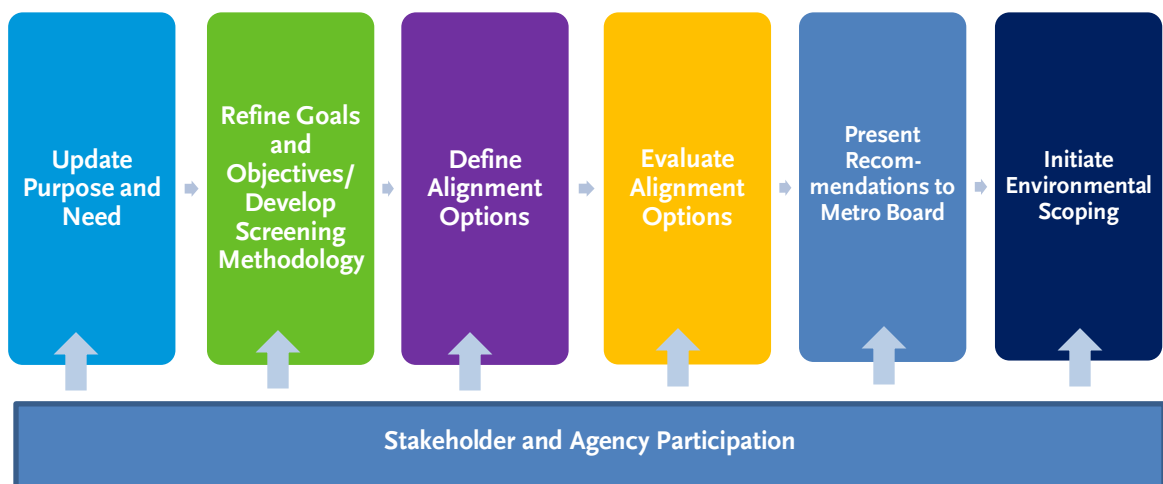 Update
Purpose and
Need
Refine Goals
and
Objectives/
Develop
Screening
Methodology
Define
Alignment
Options
Evaluate
Alignment
Options
Present
Recom-
mendations to
Metro Board
Initiate
Environmental
Scoping
Stakeholder and Agency Participation